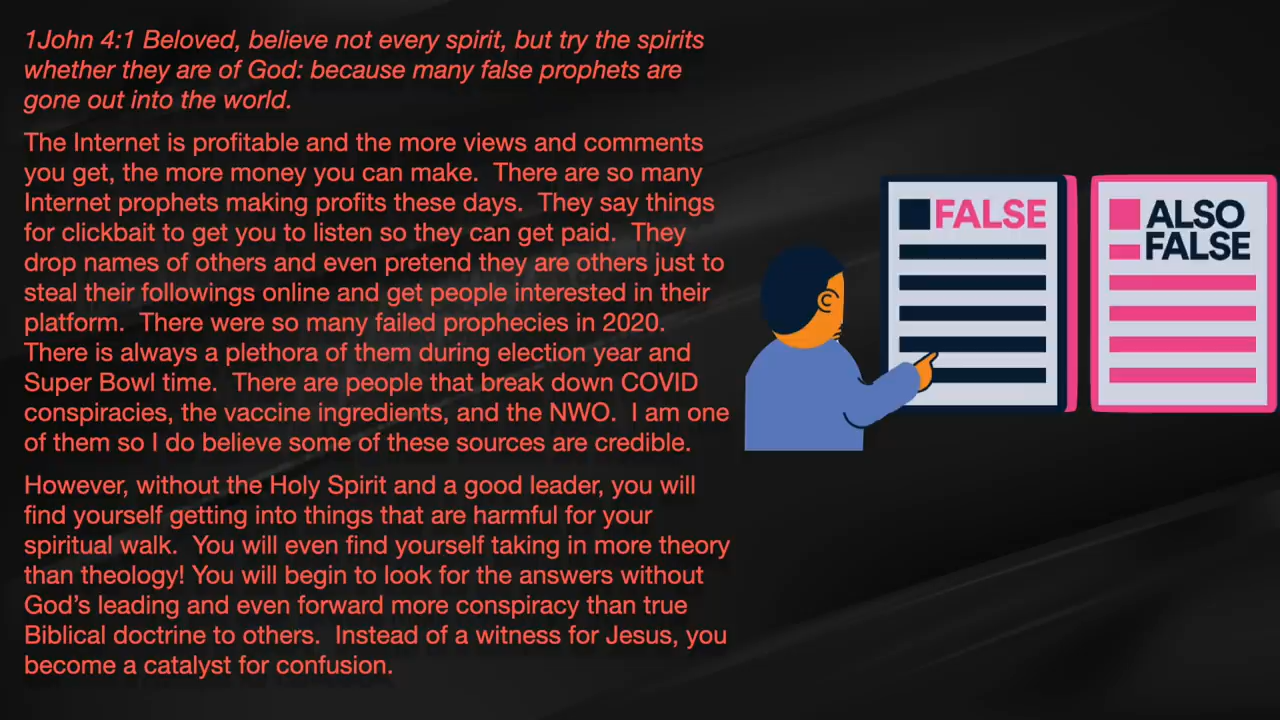 1John 4:1 Beloved, believe not every spirit, but try the spirits
whether they are of God: because many false prophets are
gone out into the world.
The Internet is profitable and the more views and comments
you get, the more money you can make.  There are so many
Internet prophets making profits these days.  They say things
for clickbait to get you to listen so they can get paid.  They
drop names of others and even pretend they are others just to
steal their followings online and get people interested in their
platform.  There were so many failed prophecies in 2020.
There is always a plethora of them during election year and
Super Bowl time.  There are people that break down COVID
conspiracies, the vaccine ingredients, and the NWO.  I am one
of them so I do believe some of these sources are credible.
However, without the Holy Spirit and a good leader, you will
find yourself getting into things that are harmful for your
spiritual walk.  You will even find yourself taking in more theory
than theology! You will begin to look for the answers without
God’s leading and even forward more conspiracy than true
Biblical doctrine to others.  Instead of a witness for Jesus, you
become a catalyst for confusion.
FALSE
ALSO
FALSE